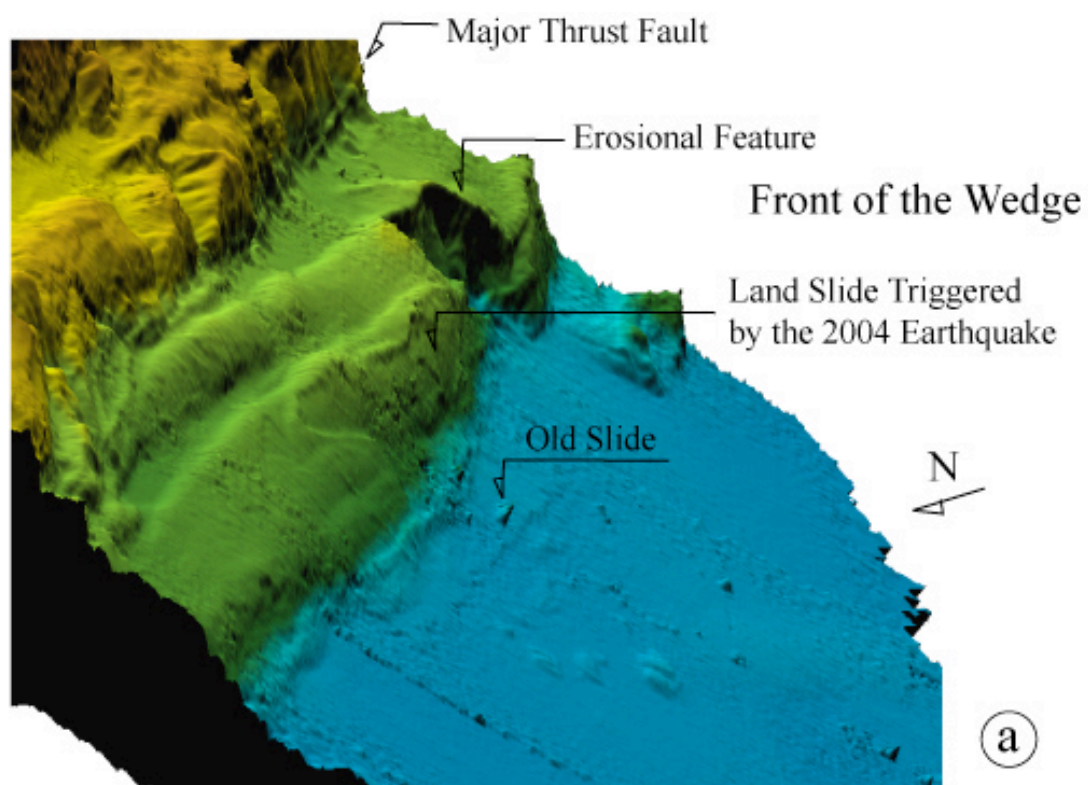 Major Thrust Fault
Erosional Feature
Front of the Wedge
Land Slide Triggered
by the 2004 Earthquake
Old Slide
N
a